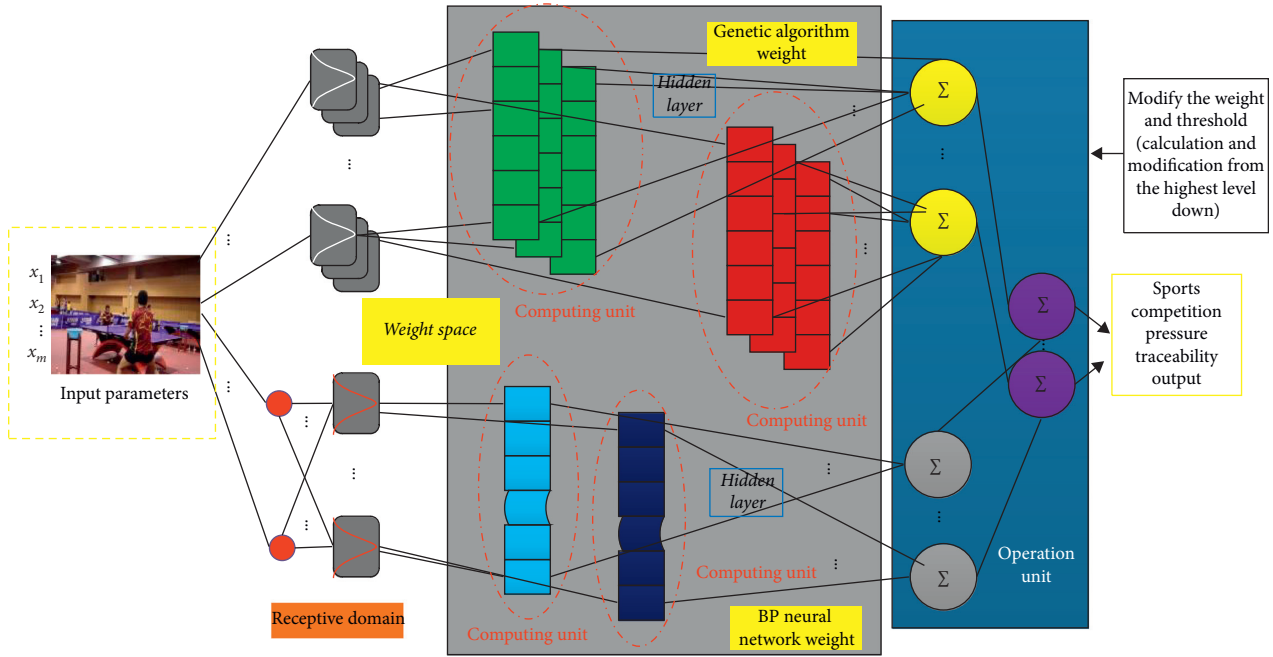 Genetic algorithm
weight
Hidden
layer
Σ
Modify the weight
and threshold
(calculation and
modification from
the highest level
down)
...
...
...
...
Σ
...
...
x1
x2
⋮
xm
Input parameters
Weight space
Computing unit
Σ
...
Σ
Sports
competition
pressure
traceability
output
...
...
Computing unit
...
Σ
...
Hidden
layer
...
...
Σ
Operation
unit
...
Computing unit
Receptive domain
Computing unit
BP neural
network weight